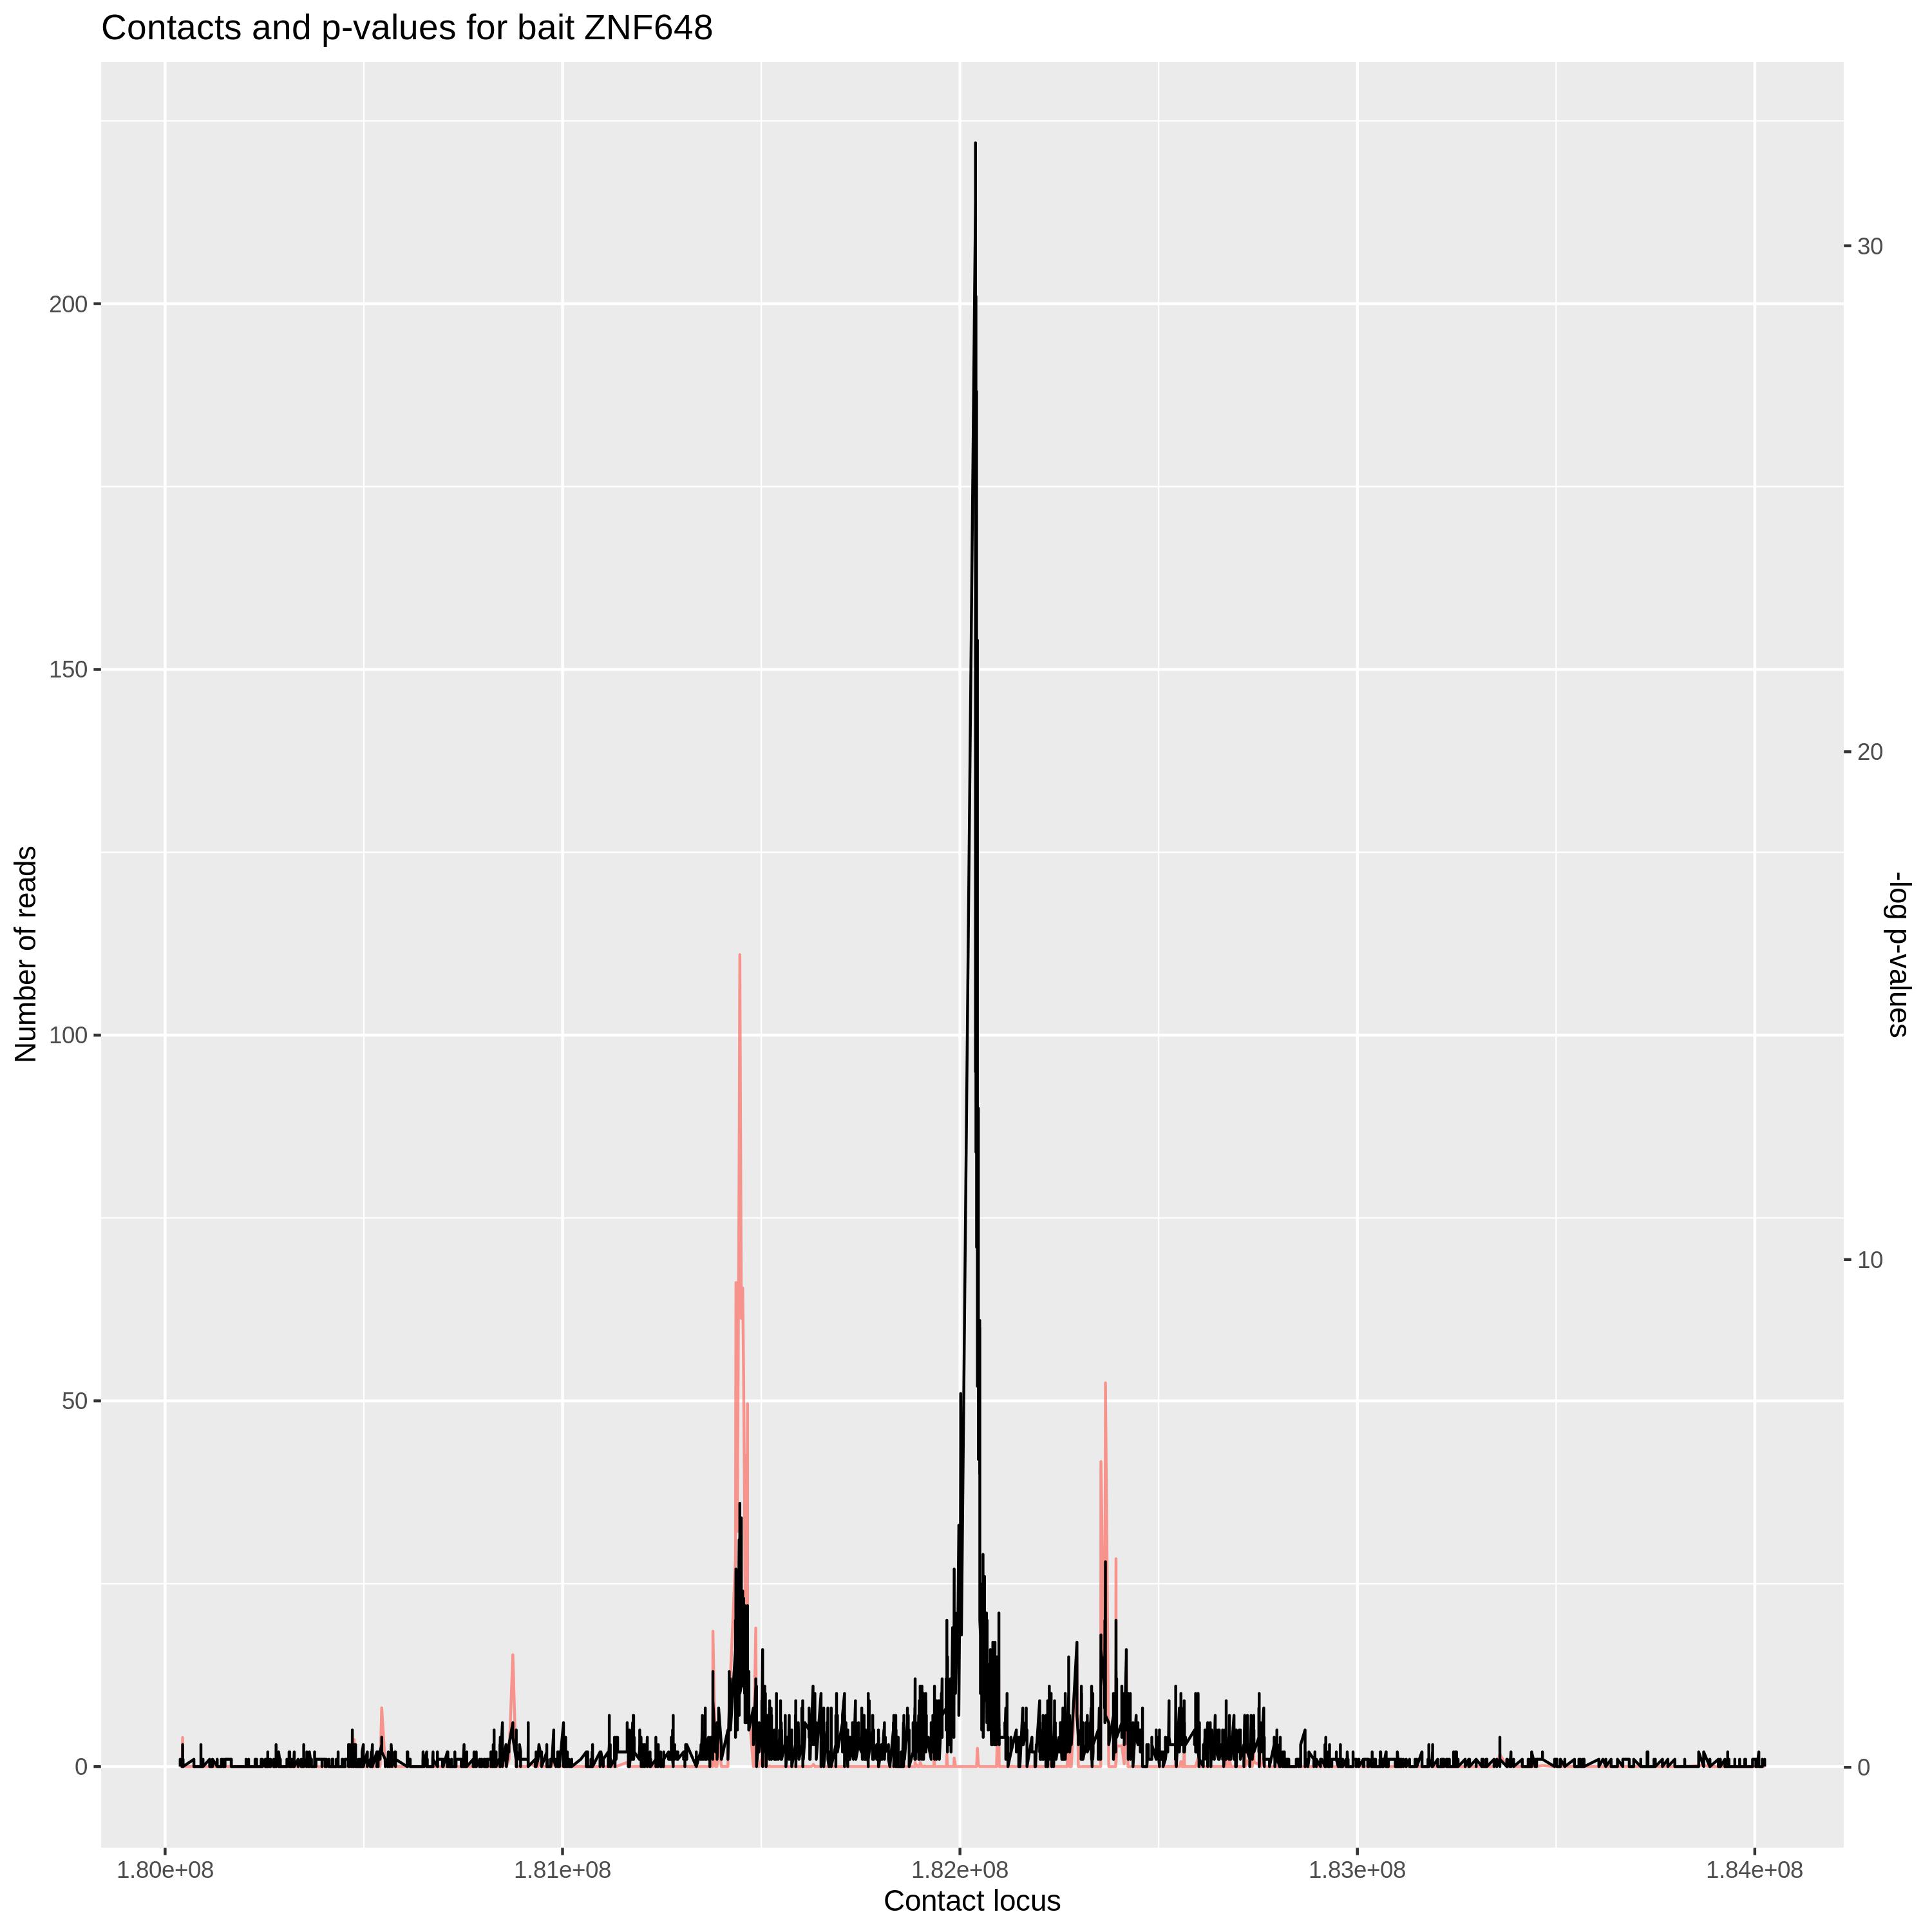 Contacts and p-values for bait ZNF648
Number of reads
200
150
100
50
0
30
20
10
0
-log p-values
1.80e+08 1.81e+08 1.82e+08 1.83e+08 1.84e+08
Contact locus